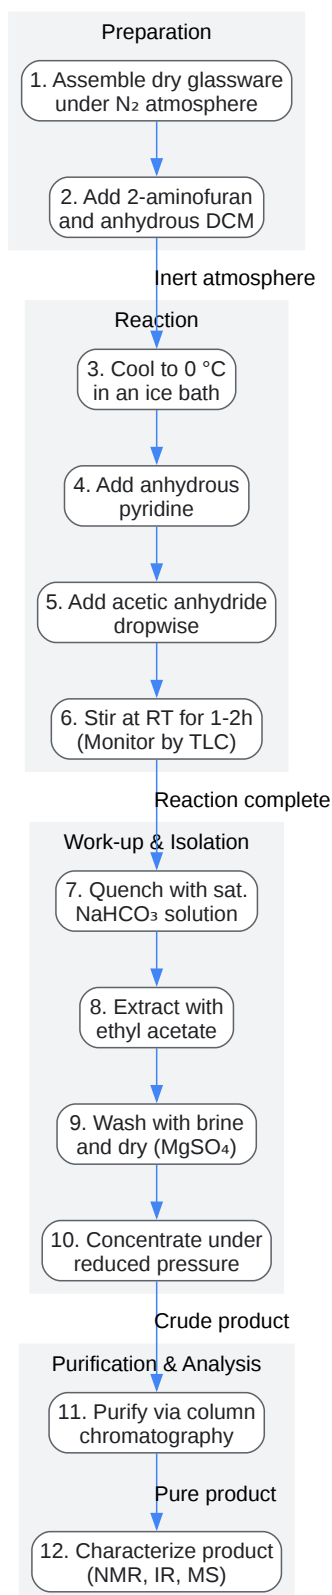 Preparation
1. Assemble dry glassware
under N₂ atmosphere
2. Add 2-aminofuran
and anhydrous DCM
Inert atmosphere
Reaction
3. Cool to 0 °C
in an ice bath
4. Add anhydrous
pyridine
5. Add acetic anhydride
dropwise
6. Stir at RT for 1-2h
(Monitor by TLC)
Reaction complete
Work-up & Isolation
7. Quench with sat.
NaHCO₃ solution
8. Extract with
ethyl acetate
9. Wash with brine
and dry (MgSO₄)
10. Concentrate under
reduced pressure
Crude product
Purification & Analysis
11. Purify via column
chromatography
Pure product
12. Characterize product
(NMR, IR, MS)